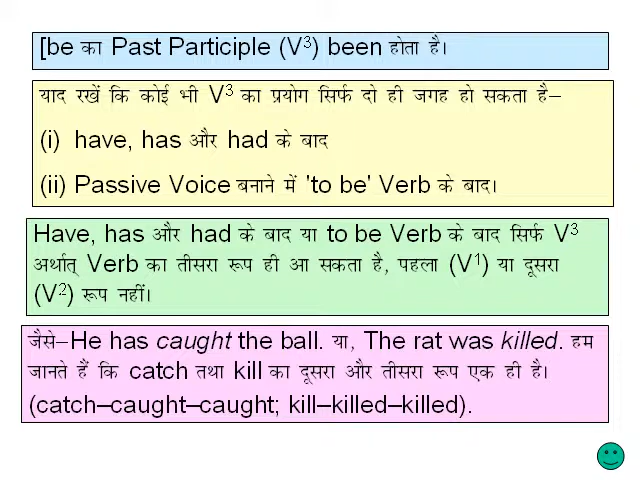 [be का Past Participle (V³) been होता है।
याद रखें कि कोई भी V³ का प्रयोग सिर्फ दो ही जगह हो सकता है–
(i) have, has और had के बाद
(ii) Passive Voice बनाने में 'to be' Verb के बाद।
Have, has और had के बाद या to be Verb के बाद सिर्फ V³
अर्थात् Verb का तीसरा रूप ही आ सकता है, पहला (V¹) या दूसरा
(V²) रूप नहीं।
जैसे–He has caught the ball. या, The rat was killed. हम
जानते हैं कि catch तथा kill का दूसरा और तीसरा रूप एक ही है।
(catch–caught–caught; kill–killed–killed).